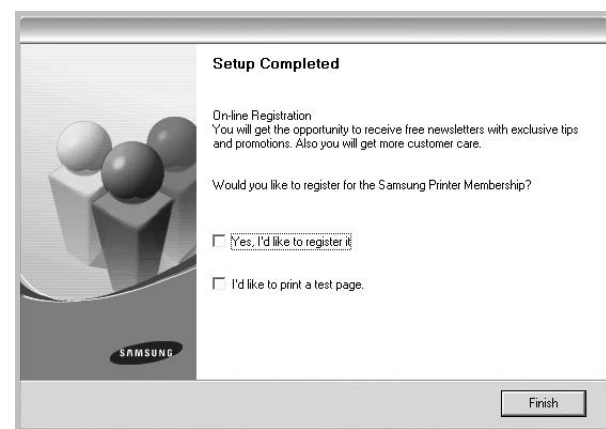 Setup Completed
On-line Registration
You will get the opportunity to receive free newsletters with exclusive tips
and promotions. Also you will get more customer care.
Would you like to register for the Samsung Printer Membership?
Yes, I'd like to register it
I'd like to print a test page.
SAMSUNG
Finish